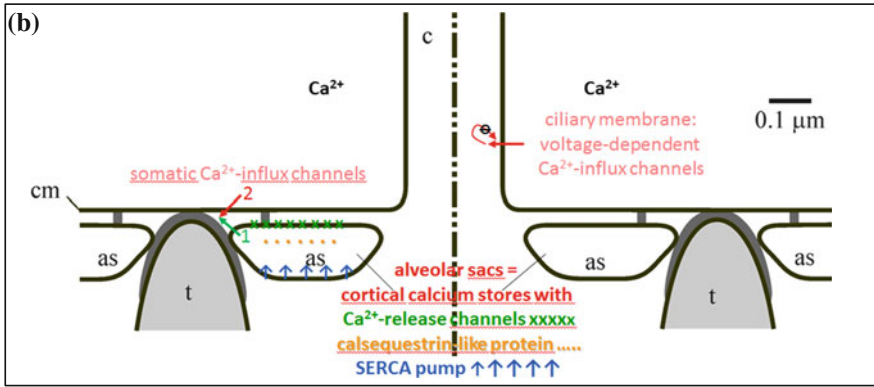 (b)
c
Ca2+
Ca2+
0.1 µm
ciliary membrane:
voltage-dependent
Ca2+-influx channels
somatic Ca2+-influx channels
cm
2
xxxxxxx
1
as
as
as
as
t
t
alveolar sacs =
cortical calcium stores with
Ca2+-release channels xxxxx
calsequestrin-like protein .....
SERCA pump ↑↑↑↑↑